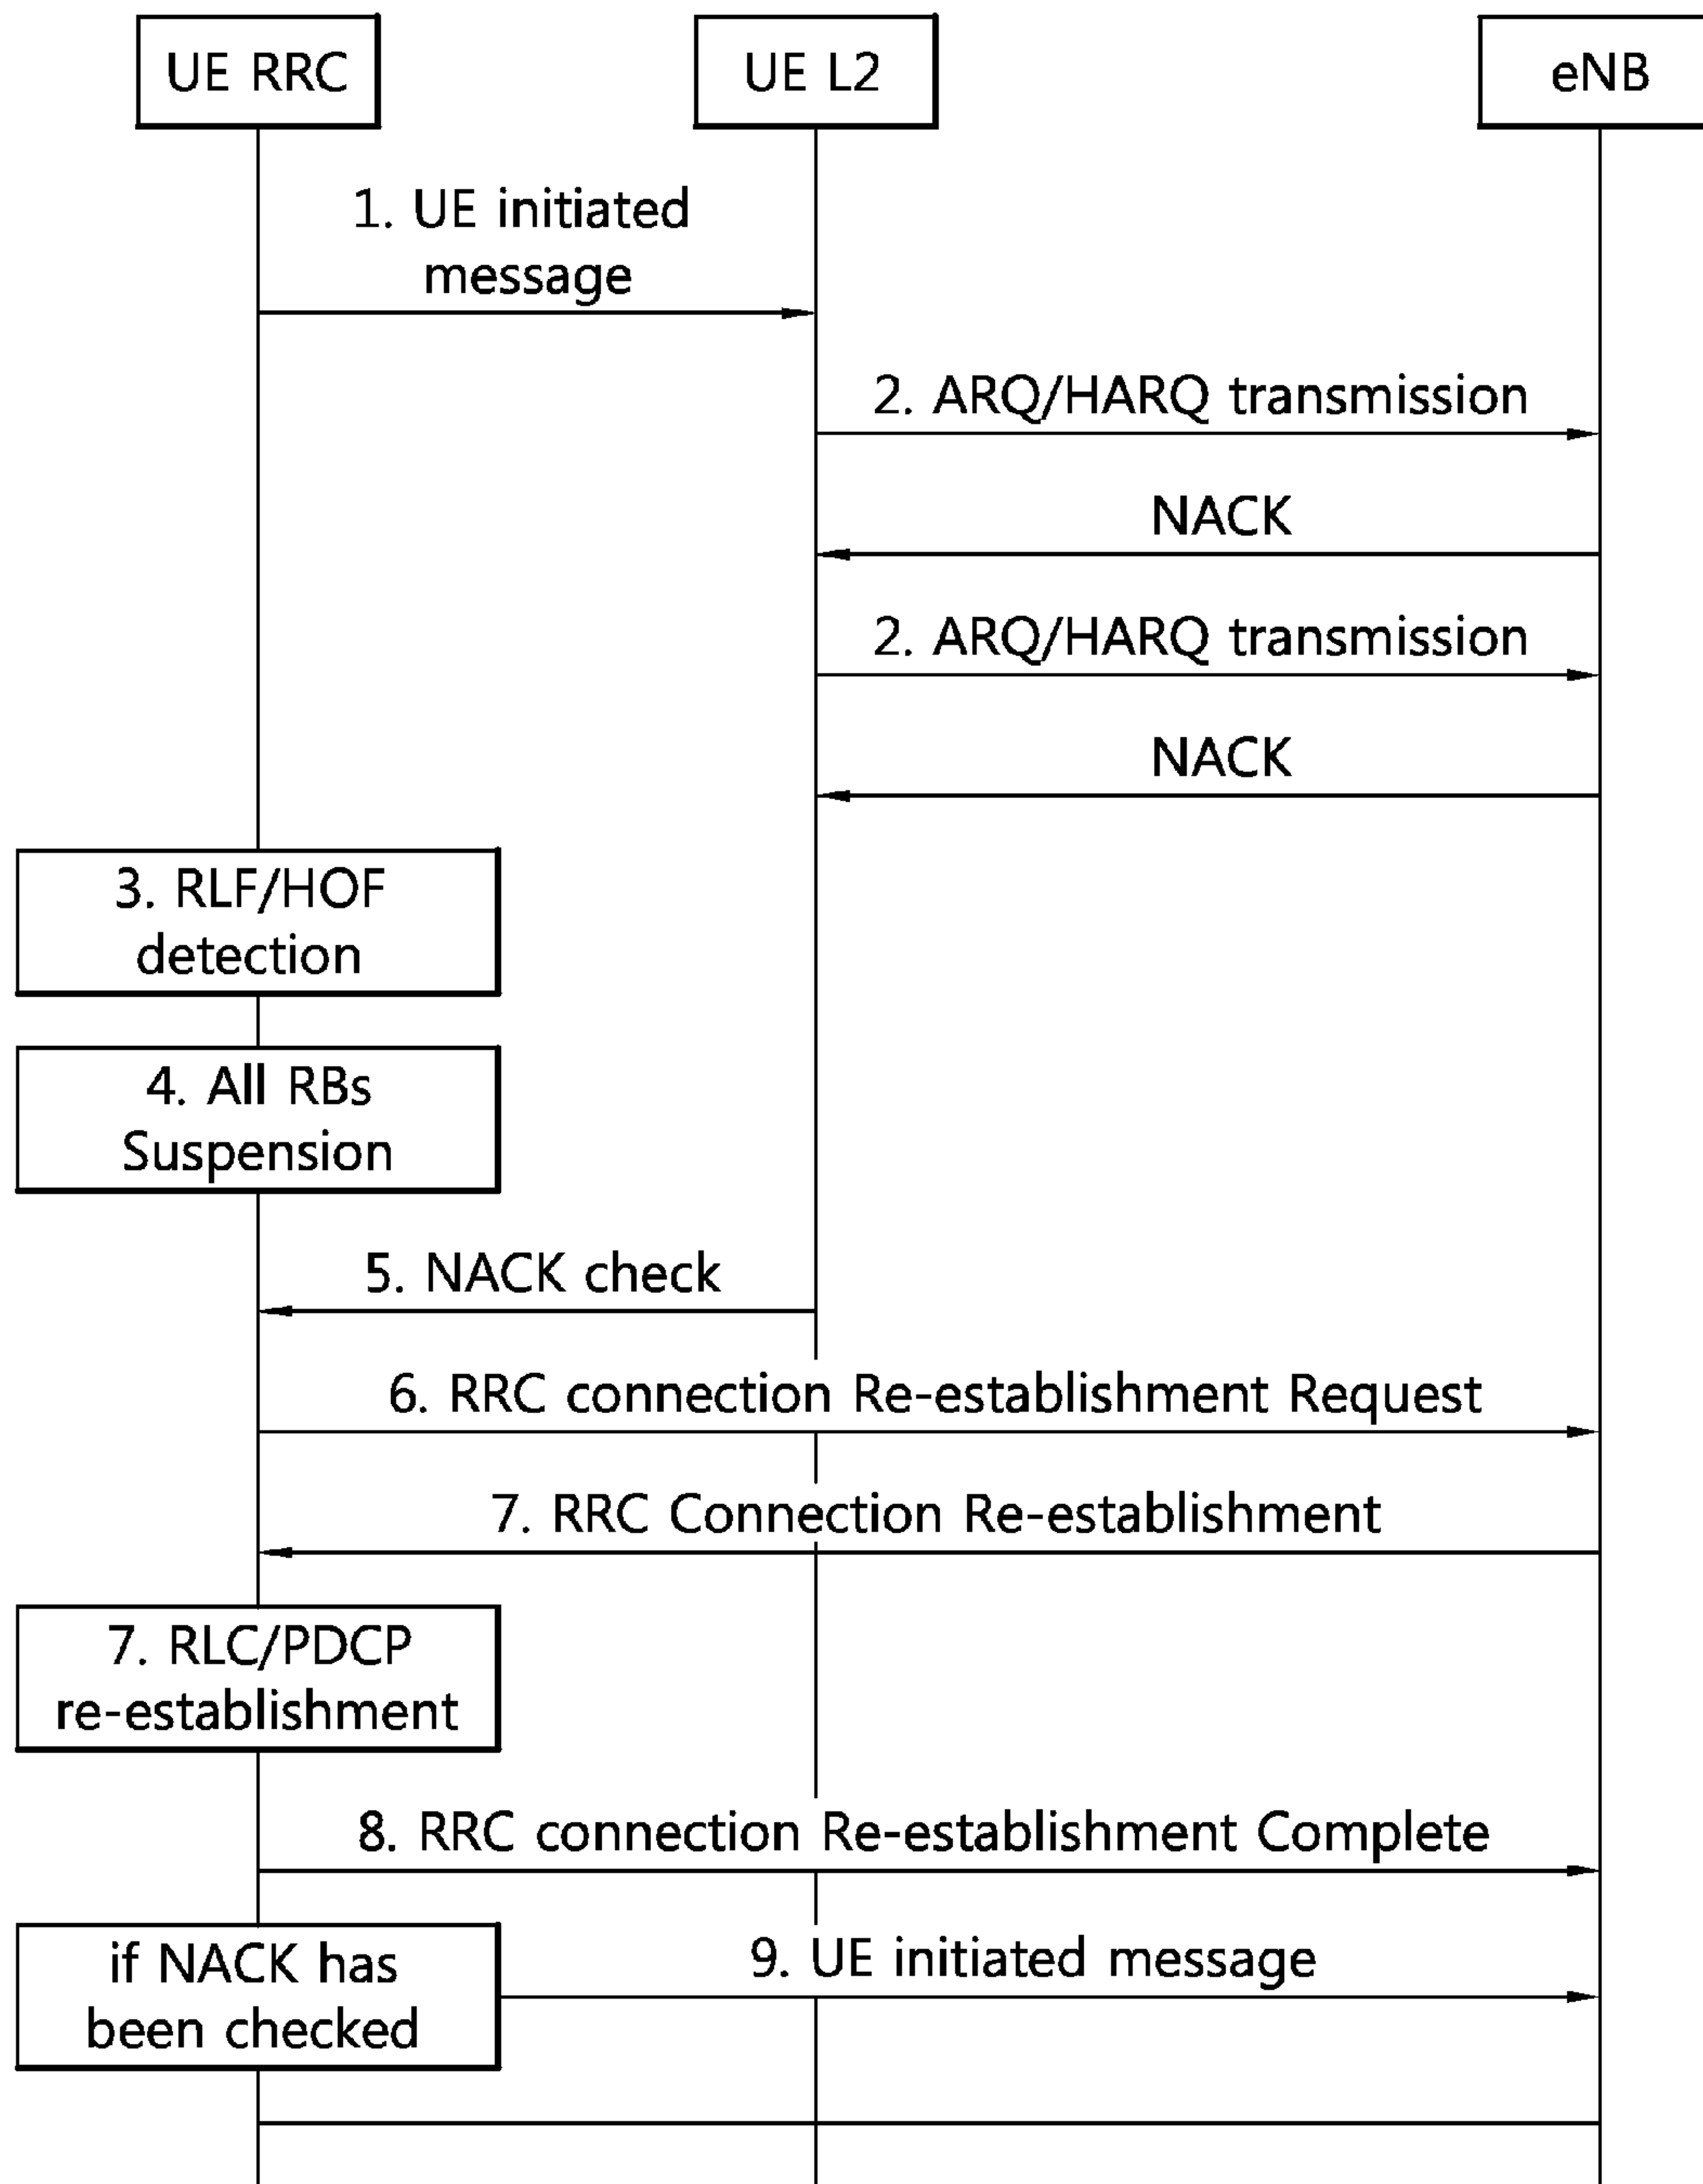 UE RRC
UE L2
eNB
1. UE initiated
message
2. ARQ/HARQ transmission
NACK
2. ARQ/HARQ transmission
NACK
3. RLF/HOF
detection
4. All RBs
Suspension
5. NACK check
6. RRC connection Re-establishment Request
7. RRC Connection Re-establishment
7. RLC/PDCP
re-establishment
8. RRC connection Re-establishment Complete
if NACK has
been checked
9. UE initiated message